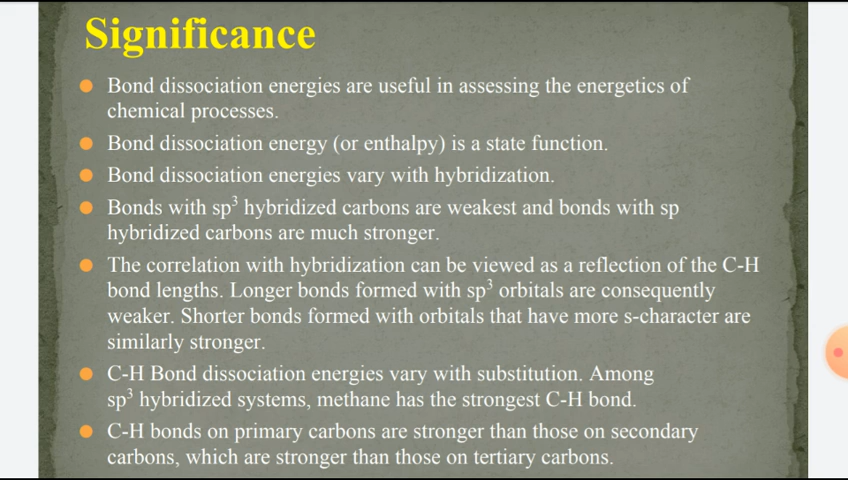 Significance
Bond dissociation energies are useful in assessing the energetics of
chemical processes.
Bond dissociation energy (or enthalpy) is a state function.
Bond dissociation energies vary with hybridization.
Bonds with sp³ hybridized carbons are weakest and bonds with sp
hybridized carbons are much stronger.
The correlation with hybridization can be viewed as a reflection of the C-H
bond lengths. Longer bonds formed with sp³ orbitals are consequently
weaker. Shorter bonds formed with orbitals that have more s-character are
similarly stronger.
C-H Bond dissociation energies vary with substitution. Among
sp³ hybridized systems, methane has the strongest C-H bond.
C-H bonds on primary carbons are stronger than those on secondary
carbons, which are stronger than those on tertiary carbons.